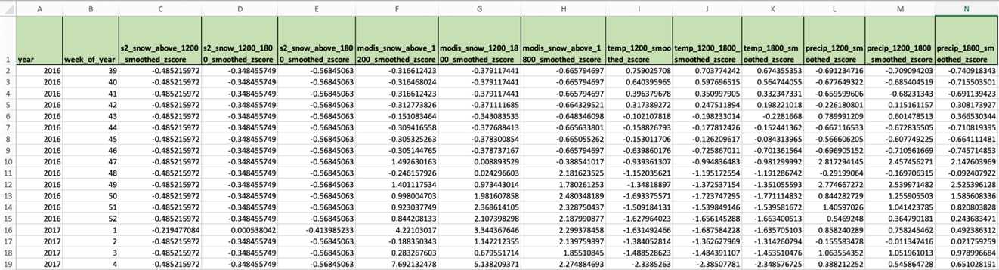 A B C D E F G H I J K L M N
1 year week_of_year s2_snow_above_1200_smoothed_zscore s2_snow_1200_1800_smoothed_zscore s2_snow_above_1800_smoothed_zscore modis_snow_above_1200_smoothed_zscore modis_snow_1200_1800_smoothed_zscore modis_snow_above_1800_smoothed_zscore temp_1200_smoothed_zscore temp_1200_1800_smoothed_zscore temp_1800_smoothed_zscore precip_1200_smoothed_zscore precip_1200_1800_smoothed_zscore precip_1800_smoothed_zscore
2 2016 39 -0.485215972 -0.348455749 -0.56845063 -0.316612423 -0.379117441 -0.665794697 0.759025708 0.703774242 0.674355353 -0.691234716 -0.709094203 -0.740918343
3 2016 40 -0.485215972 -0.348455749 -0.56845063 -0.316468024 -0.379117441 -0.665794697 0.640395965 0.597696515 0.564744055 -0.677649322 -0.685404519 -0.715503501
4 2016 41 -0.485215972 -0.348455749 -0.56845063 -0.316612423 -0.379117441 -0.665794697 0.396379678 0.350997905 0.332347331 -0.659599606 -0.68231343 -0.691139423
5 2016 42 -0.485215972 -0.348455749 -0.56845063 -0.312773826 -0.371111685 -0.664329521 0.317389272 0.247511894 0.198221018 -0.226180801 0.115161157 0.308173927
6 2016 43 -0.485215972 -0.348455749 -0.56845063 -0.151083464 -0.343083533 -0.648346098 -0.102107818 -0.198233014 -0.2281668 0.789991209 0.601478513 0.366530344
7 2016 44 -0.485215972 -0.348455749 -0.56845063 -0.309416558 -0.377688413 -0.665633801 -0.158826793 -0.177812426 -0.152441362 -0.667116533 -0.672835505 -0.710819395
8 2016 45 -0.485215972 -0.348455749 -0.56845063 -0.305325263 -0.378300854 -0.665055262 -0.153011706 -0.126209617 -0.084313965 -0.566606205 -0.607749225 -0.664111481
9 2016 46 -0.485215972 -0.348455749 -0.56845063 -0.305144765 -0.378737167 -0.665794697 -0.639860176 -0.725867011 -0.701361564 -0.696905152 -0.710561669 -0.745714853
10 2016 47 -0.485215972 -0.348455749 -0.56845063 1.492630163 0.008893529 -0.388541017 -0.939361307 -0.994836483 -0.981299992 2.817294145 2.457456271 2.147603969
11 2016 48 -0.485215972 -0.348455749 -0.56845063 -0.246157926 0.024296603 2.181623525 -1.152035621 -1.195172554 -1.191286742 -0.29199064 -0.169706315 -0.092407922
12 2016 49 -0.485215972 -0.348455749 -0.56845063 1.401117534 0.973443014 1.780261253 -1.34818897 -1.372537154 -1.351055593 2.774667272 2.539971482 2.525396128
13 2016 50 -0.485215972 -0.348455749 -0.56845063 0.998004703 1.981607858 2.480348189 -1.693375571 -1.723747295 -1.771114832 0.844282729 1.255905503 1.585608336
14 2016 51 -0.485215972 -0.348455749 -0.56845063 0.923037749 2.368614105 2.328750437 -1.509184131 -1.539849146 -1.539581672 1.40597026 1.041423785 0.820803828
15 2016 52 -0.485215972 -0.348455749 -0.56845063 0.844208133 2.107398298 2.187990877 -1.627964023 -1.656145288 -1.663400513 0.5469248 0.364790181 0.243683471
16 2017 1 -0.219477084 0.000538042 -0.413985233 4.22103017 3.344367646 2.299378458 -1.631492466 -1.687584228 -1.635705103 0.858240289 0.758245462 0.492386312
17 2017 2 -0.485215972 -0.348455749 -0.56845063 -0.188350343 1.142212355 2.139759897 -1.384052814 -1.362627969 -1.314260794 -0.155583478 -0.011347416 0.021759259
18 2017 3 -0.485215972 -0.348455749 -0.56845063 0.283267603 0.679551714 1.85510845 -1.488528623 -1.484391107 -1.453510476 1.063554352 1.051961013 0.978996684
19 2017 4 -0.485215972 -0.348455749 -0.56845063 7.692132478 5.138209371 2.274884693 -2.3385263 -2.38507781 -2.348576725 0.388212252 0.545864728 0.651028191